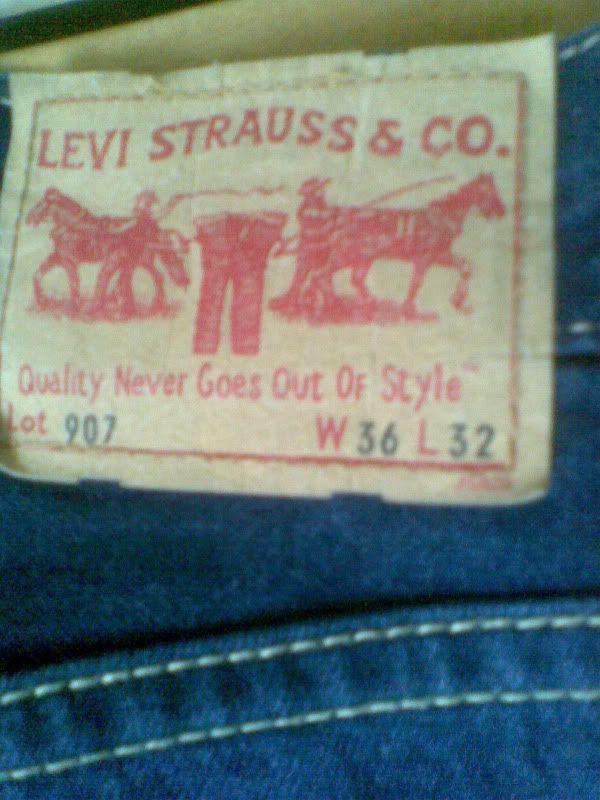 LEVI STRAUSS & CO.
Quality Never Goes Out Of Style™
Lot 907 W 36 L 32